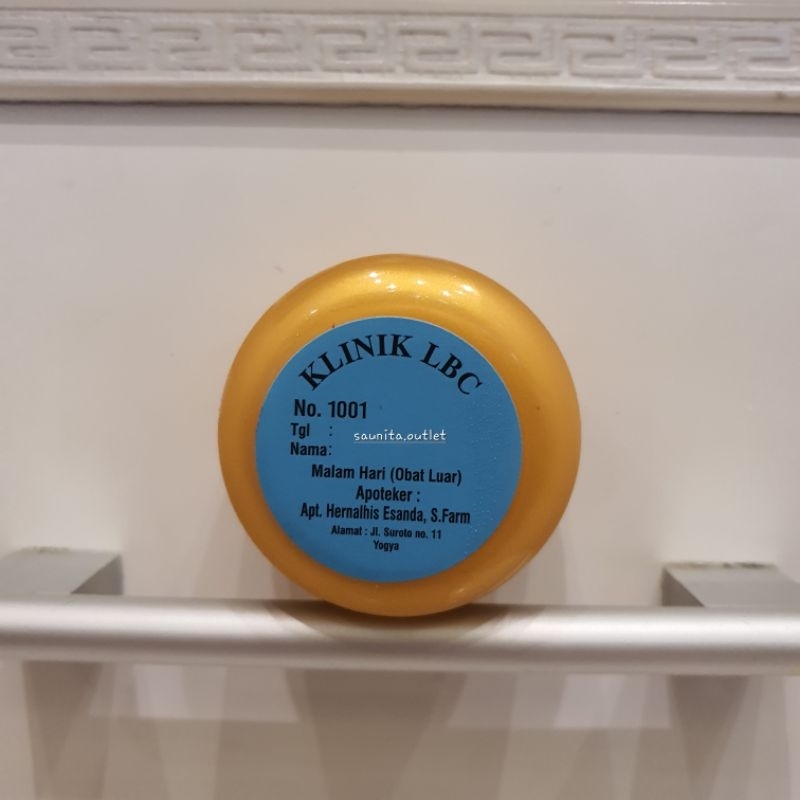 KLINIK LBC
No. 1001
Tgl :
saunita.outlet
Nama:
Malam Hari (Obat Luar)
Apoteker :
Apt. Hernalhis Esanda, S.Farm
Alamat : Jl. Suroto no. 11
Yogya